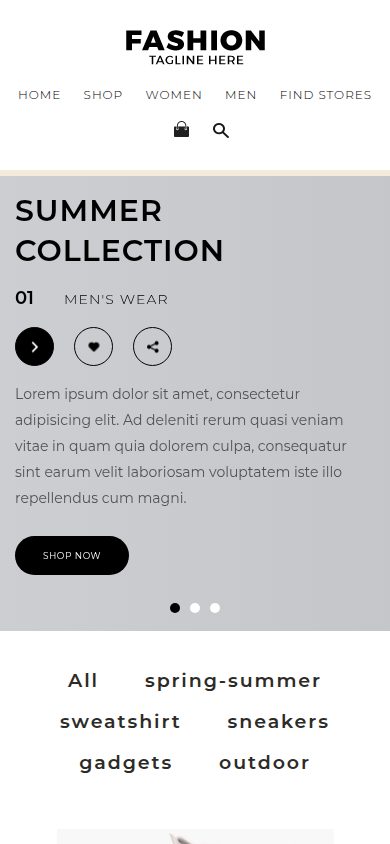 FASHION
TAGLINE HERE
HOME SHOP WOMEN MEN FIND STORES
SUMMER
COLLECTION
01 MEN'S WEAR
Lorem ipsum dolor sit amet, consectetur
adipisicing elit. Ad deleniti rerum quasi veniam
vitae in quam quia dolorem culpa, consequatur
sint earum velit laboriosam voluptatem iste illo
repellendus cum magni.
SHOP NOW
All spring-summer
sweatshirt sneakers
gadgets outdoor